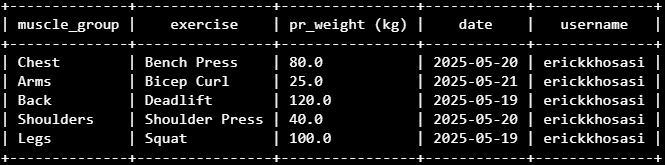 +--------------+----------------+----------------+------------+--------------+
| muscle_group | exercise | pr_weight (kg) | date | username |
+--------------+----------------+----------------+------------+--------------+
| Chest | Bench Press | 80.0 | 2025-05-20 | erickkhosasi |
| Arms | Bicep Curl | 25.0 | 2025-05-21 | erickkhosasi |
| Back | Deadlift | 120.0 | 2025-05-19 | erickkhosasi |
| Shoulders | Shoulder Press | 40.0 | 2025-05-20 | erickkhosasi |
| Legs | Squat | 100.0 | 2025-05-19 | erickkhosasi |
+--------------+----------------+----------------+------------+--------------+